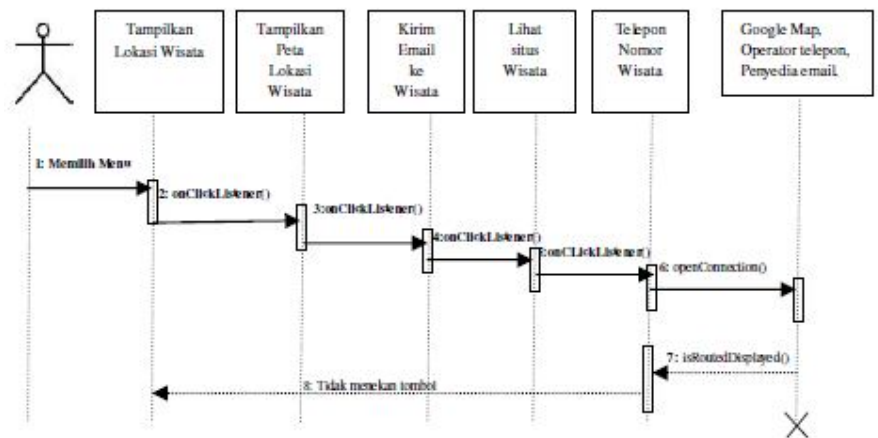 Tampilkan
Lokasi Wisata
Tampilkan
Peta
Lokasi
Wisata
Kirim
Email
ke
Wisata
Lihat
situs
Wisata
Telepon
Nomor
Wisata
Google Map,
Operator telepon,
Penyedia email.
1: Memilih Menu
2: onClickListener()
3:onClickListener()
4:onClickListener()
5:onCLickListener()
6: openConnection()
7: isRoutedDisplayed()
8: Tidak menekan tombol